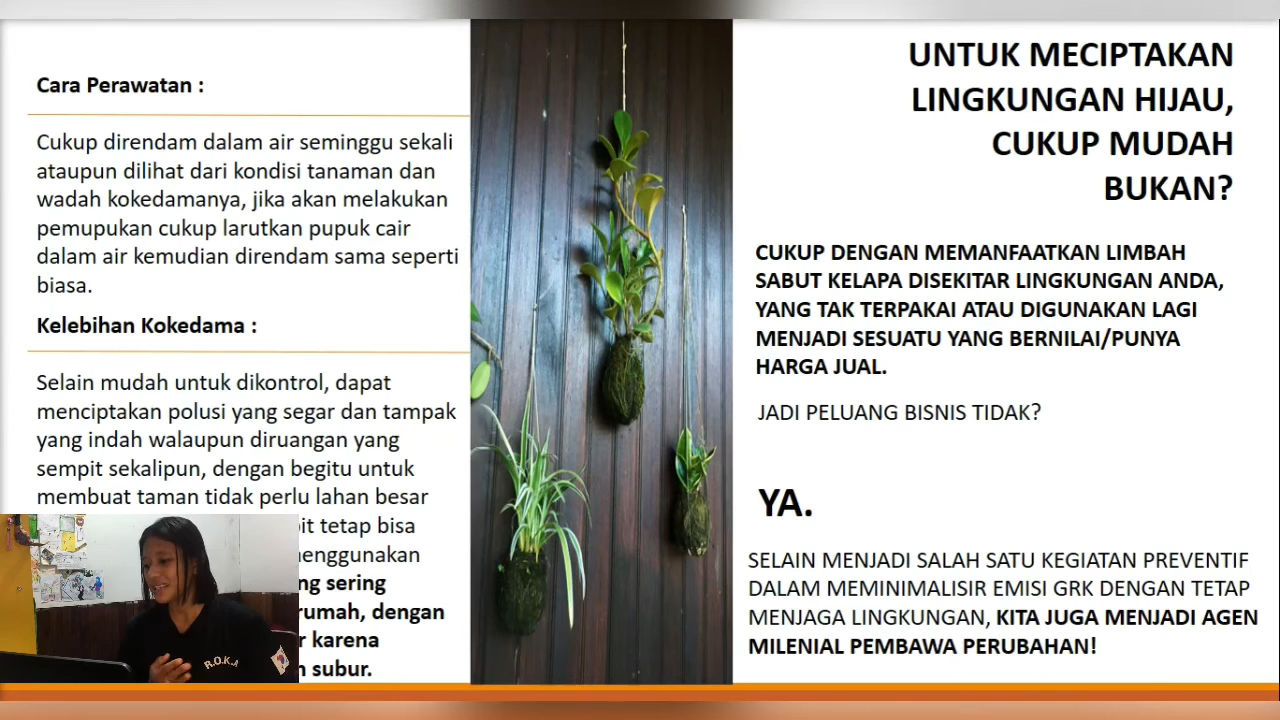 Cara Perawatan :
Cukup direndam dalam air seminggu sekali
ataupun dilihat dari kondisi tanaman dan
wadah kokedamanya, jika akan melakukan
pemupukan cukup larutkan pupuk cair
dalam air kemudian direndam sama seperti
biasa.
Kelebihan Kokedama :
Selain mudah untuk dikontrol, dapat
menciptakan polusi yang segar dan tampak
yang indah walaupun diruangan yang
sempit sekalipun, dengan begitu untuk
membuat taman tidak perlu lahan besar
tetap bisa
menggunakan
sering
rumah, dengan
karena
subur.
R.O.K.A
UNTUK MECIPTAKAN
LINGKUNGAN HIJAU,
CUKUP MUDAH
BUKAN?
CUKUP DENGAN MEMANFAATKAN LIMBAH
SABUT KELAPA DISEKITAR LINGKUNGAN ANDA,
YANG TAK TERPAKAI ATAU DIGUNAKAN LAGI
MENJADI SESUATU YANG BERNILAI/PUNYA
HARGA JUAL.
JADI PELUANG BISNIS TIDAK?
YA.
SELAIN MENJADI SALAH SATU KEGIATAN PREVENTIF
DALAM MEMINIMALISIR EMISI GRK DENGAN TETAP
MENJAGA LINGKUNGAN, KITA JUGA MENJADI AGEN
MILENIAL PEMBAWA PERUBAHAN!